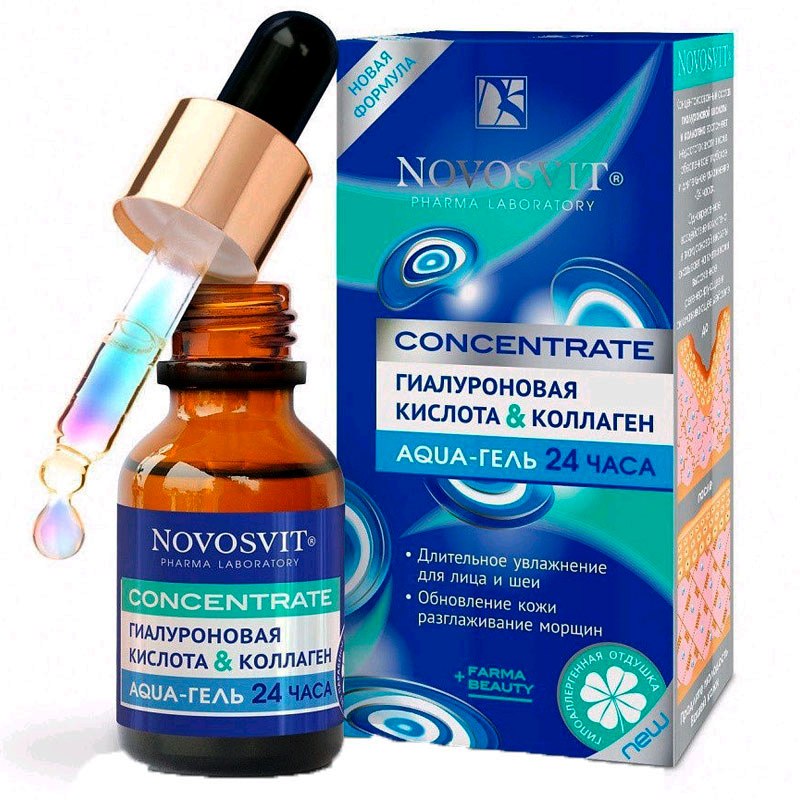 НОВАЯ
ФОРМУЛА
NOVOSVIT®
PHARMA LABORATORY
CONCENTRATE
ГИАЛУРОНОВАЯ
КИСЛОТА & КОЛЛАГЕН
AQUA-ГЕЛЬ 24 ЧАСА
• Длительное увлажнение
для лица и шеи
• Обновление кожи
разглаживание морщин
+ FARMA
BEAUTY
ГИПОАЛЛЕРГЕННАЯ ОТДУШКА
new
NOVOSVIT®
до
после
NOVOSVIT®
PHARMA LABORATORY
CONCENTRATE
ГИАЛУРОНОВАЯ
КИСЛОТА & КОЛЛАГЕН
AQUA-ГЕЛЬ 24 ЧАСА